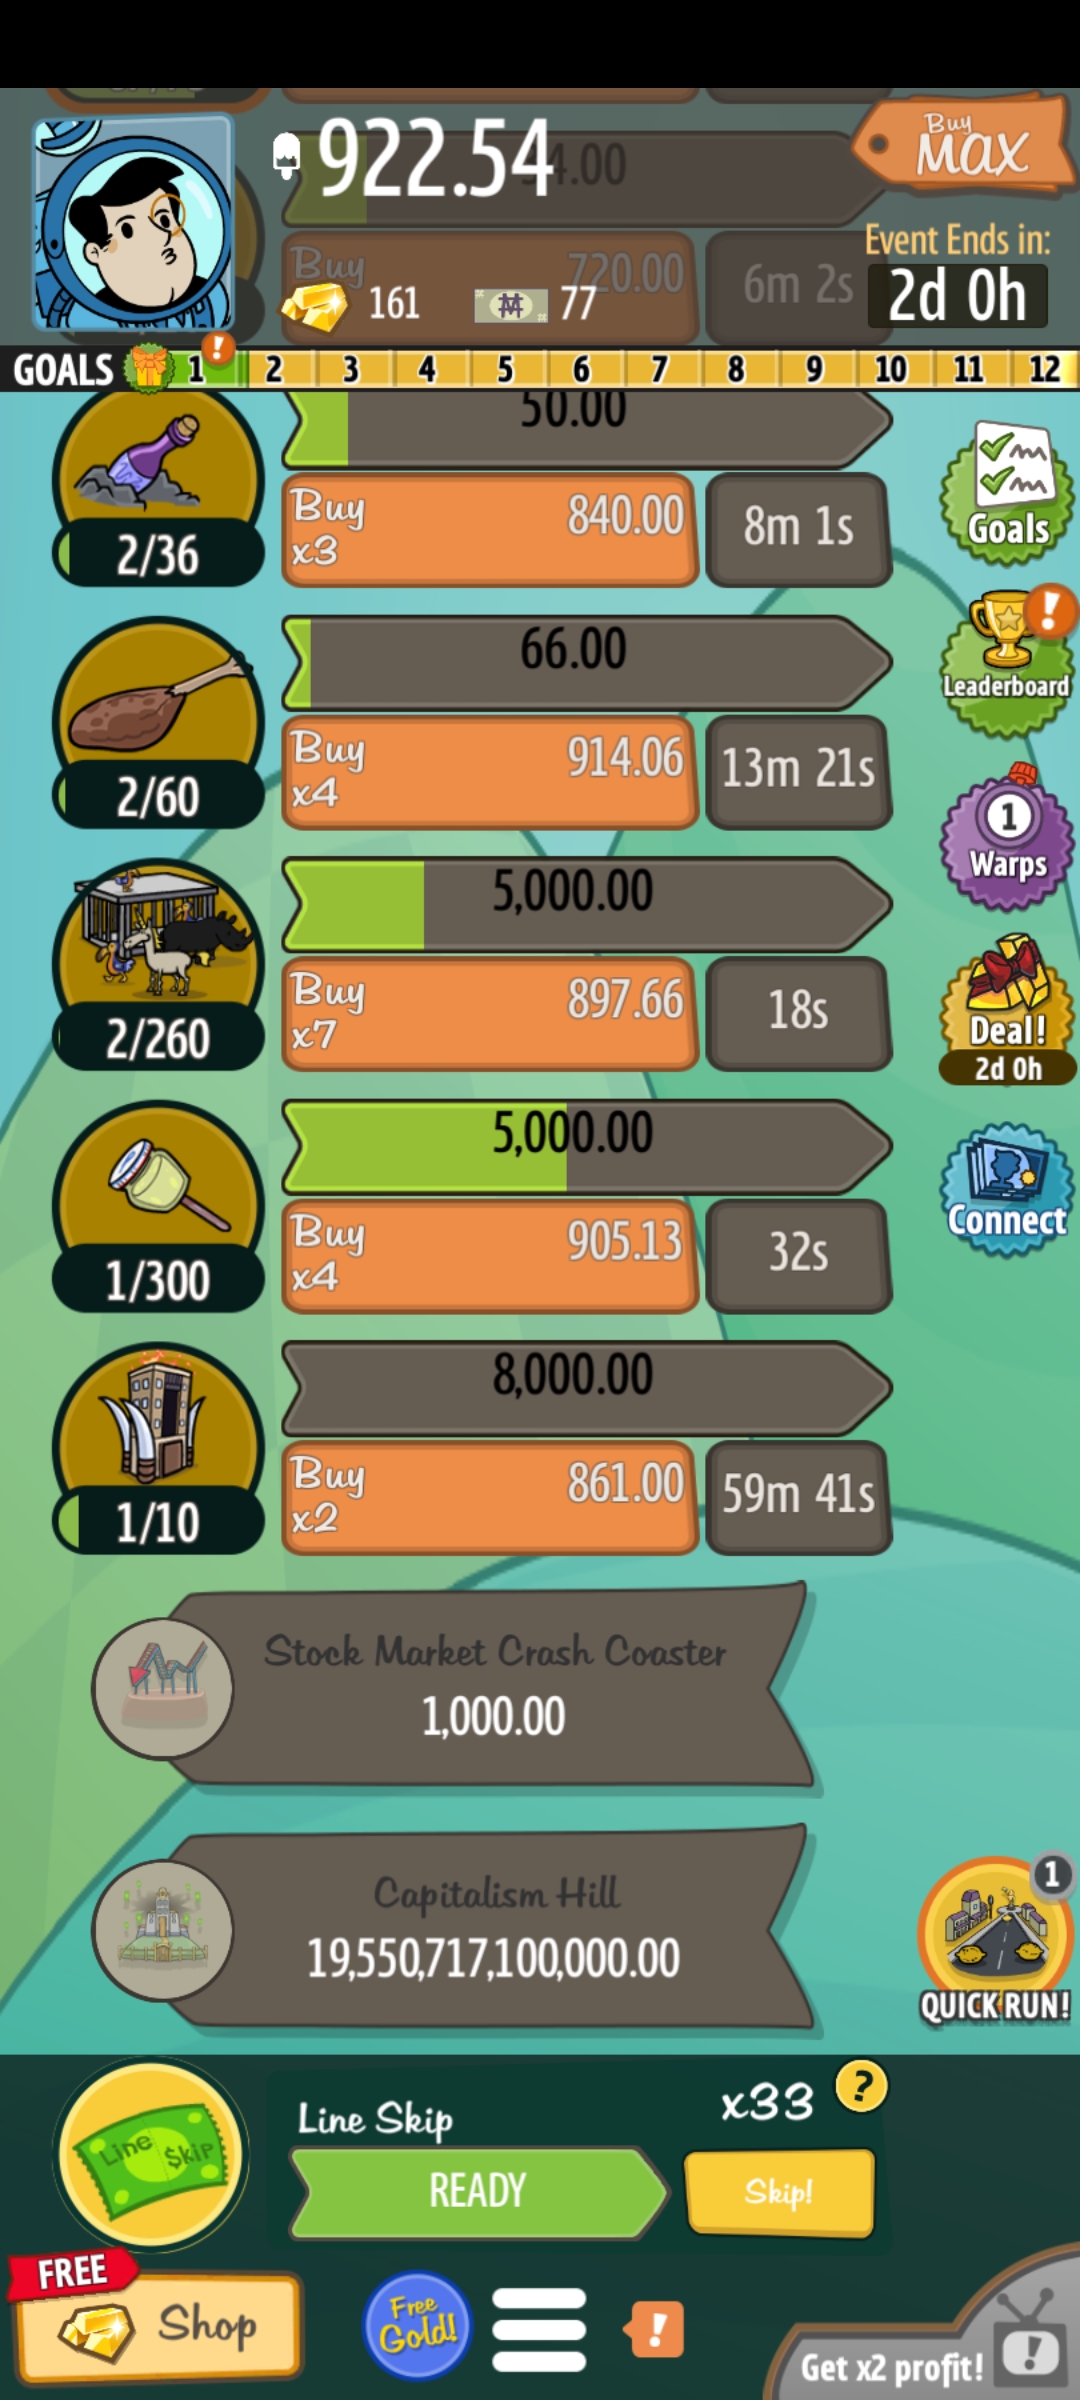 922.54
4.00
Buy
MAX
Event Ends in:
2d 0h
Buy
720.00
6m 2s
161
77
GOALS 1 ! 2 3 4 5 6 7 8 9 10 11 12
50.00
Buy
x3
840.00
8m 1s
2/36
Goals
66.00
Buy
x4
914.06
13m 21s
2/60
!
Leaderboard
5,000.00
Buy
x7
897.66
18s
2/260
1
Warps
Deal!
2d 0h
5,000.00
Buy
x4
905.13
32s
1/300
Connect
8,000.00
Buy
x2
861.00
59m 41s
1/10
Stock Market Crash Coaster
1,000.00
Capitalism Hill
19,550,717,100,000.00
1
QUICK RUN!
Line $kip
Line Skip
x33
?
READY
Skip!
FREE
Shop
Free
Gold!
!
Get x2 profit!
!